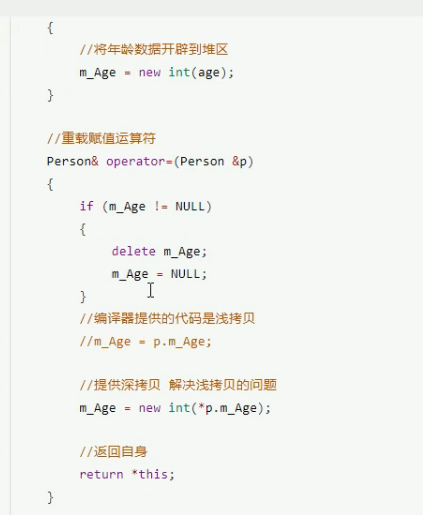 {
//将年龄数据开辟到堆区
m_Age = new int(age);
}
//重载赋值运算符
Person& operator=(Person &p)
{
if (m_Age != NULL)
{
delete m_Age;
m_Age = NULL;
}
//编译器提供的代码是浅拷贝
//m_Age = p.m_Age;
//提供深拷贝 解决浅拷贝的问题
m_Age = new int(*p.m_Age);
//返回自身
return *this;
}